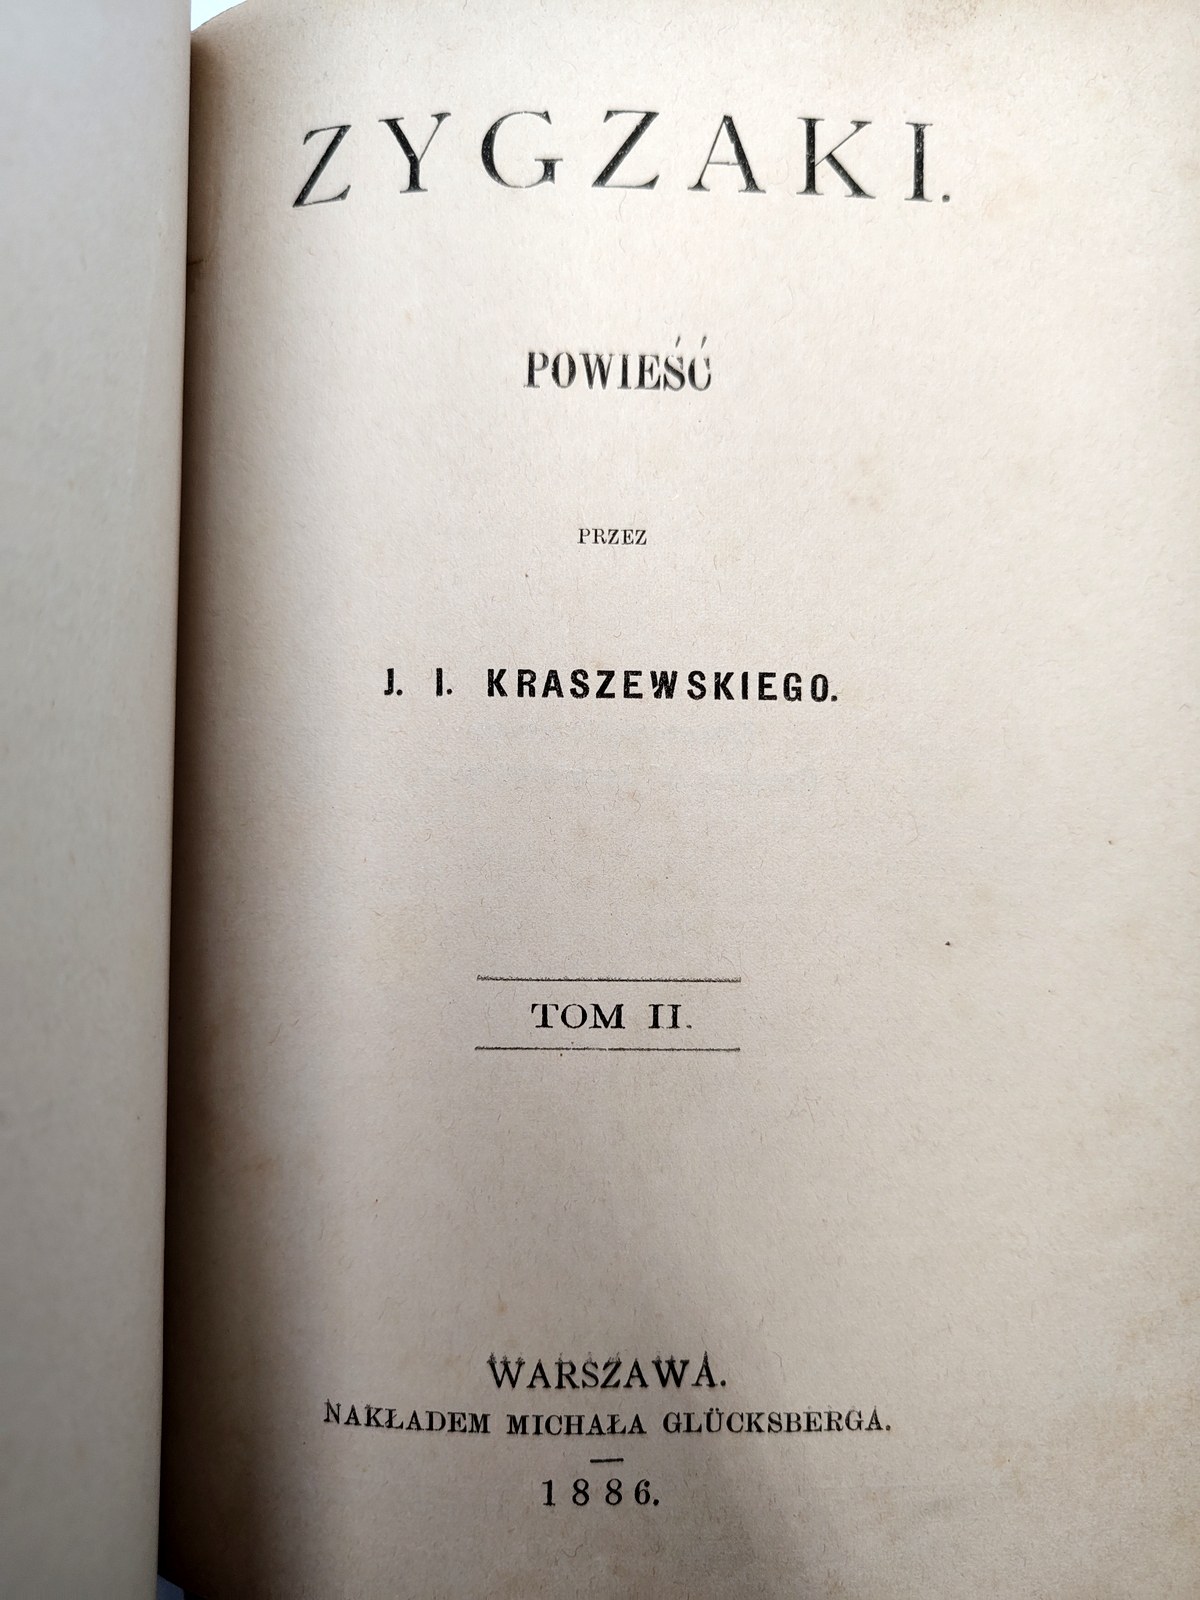 ZYGZAKI.
POWIEŚĆ
PRZEZ
J. I. KRASZEWSKIEGO.
TOM II.
WARSZAWA.
NAKŁADEM MICHAŁA GLÜCKSBERGA.
1886.